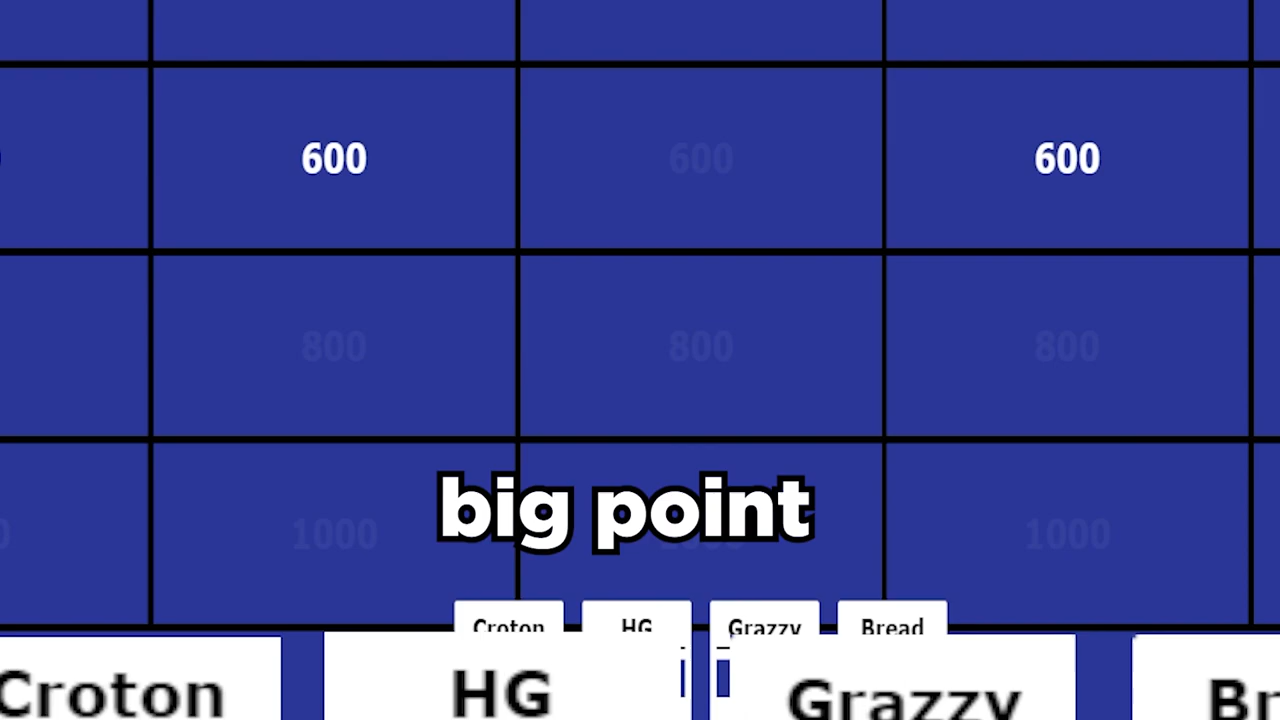 600 600 600
800 800 800
1000 1000
big point
Croton HG Grazzy Bread
Croton HG Grazzy